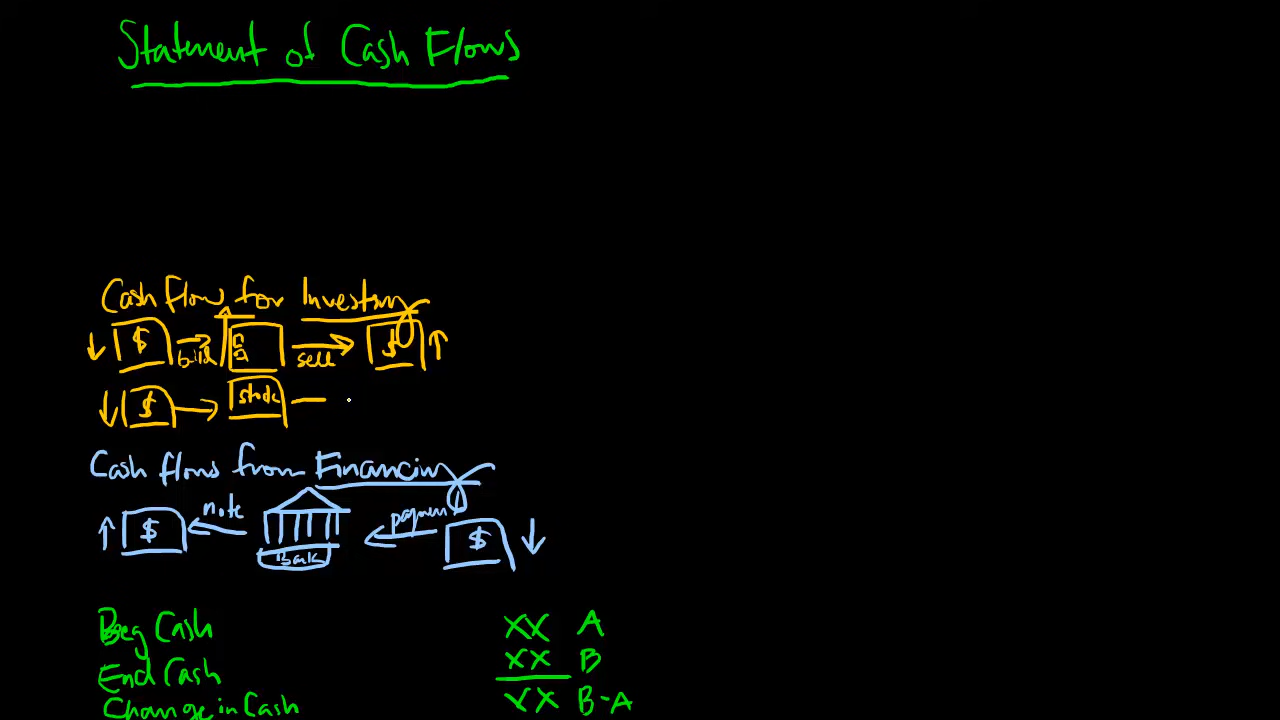 Statement of Cash Flows
Cash Flow for Investing
$ build sell $
$ stock
Cash flows from Financing
$ note Bank payment $
Beg Cash XX A
End Cash XX B
Change in Cash XX B-A